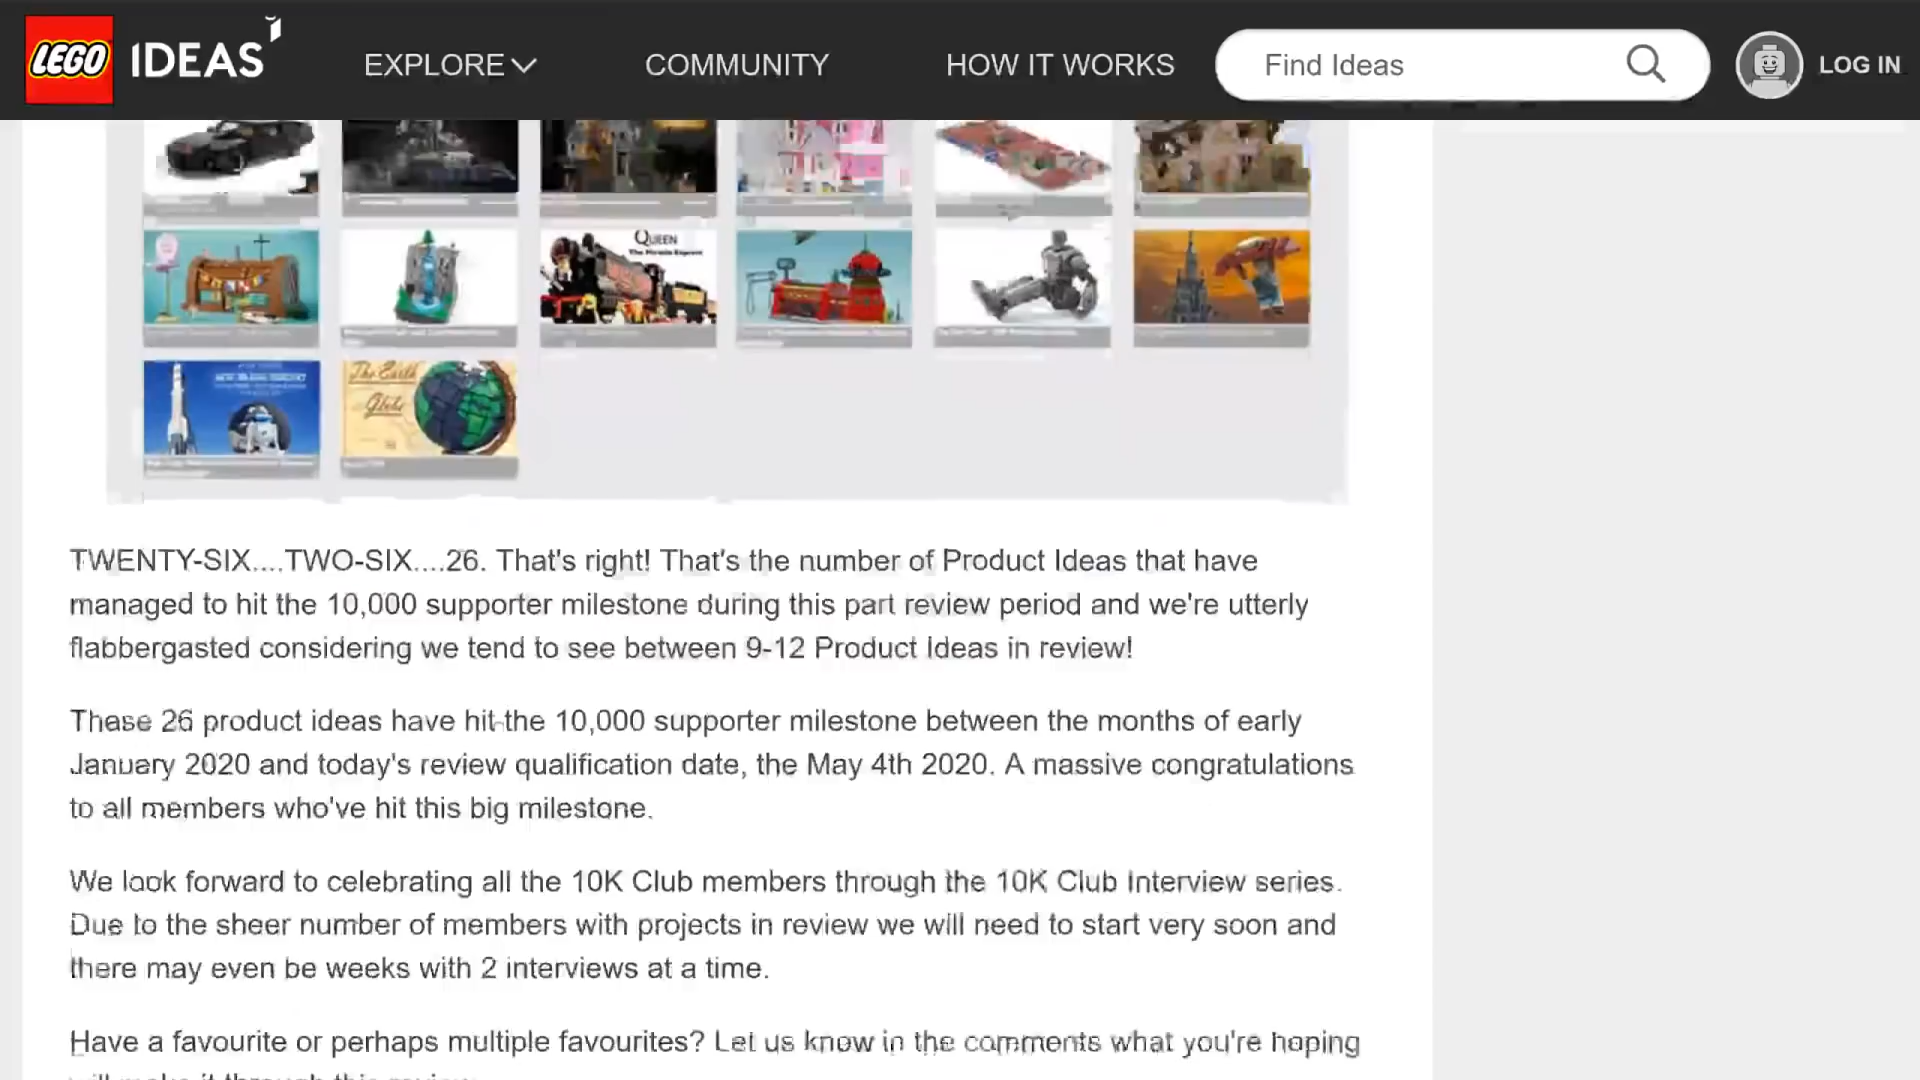 LEGO IDEAS EXPLORE COMMUNITY HOW IT WORKS Find Ideas LOG IN
QUEEN
The Earth
Globe
TWENTY-SIX....TWO-SIX....26. That's right! That's the number of Product Ideas that have
managed to hit the 10,000 supporter milestone during this part review period and we're utterly
flabbergasted considering we tend to see between 9-12 Product Ideas in review!
These 26 product ideas have hit the 10,000 supporter milestone between the months of early
January 2020 and today's review qualification date, the May 4th 2020. A massive congratulations
to all members who've hit this big milestone.
We look forward to celebrating all the 10K Club members through the 10K Club Interview series.
Due to the sheer number of members with projects in review we will need to start very soon and
there may even be weeks with 2 interviews at a time.
Have a favourite or perhaps multiple favourites? Let us know in the comments what you're hoping